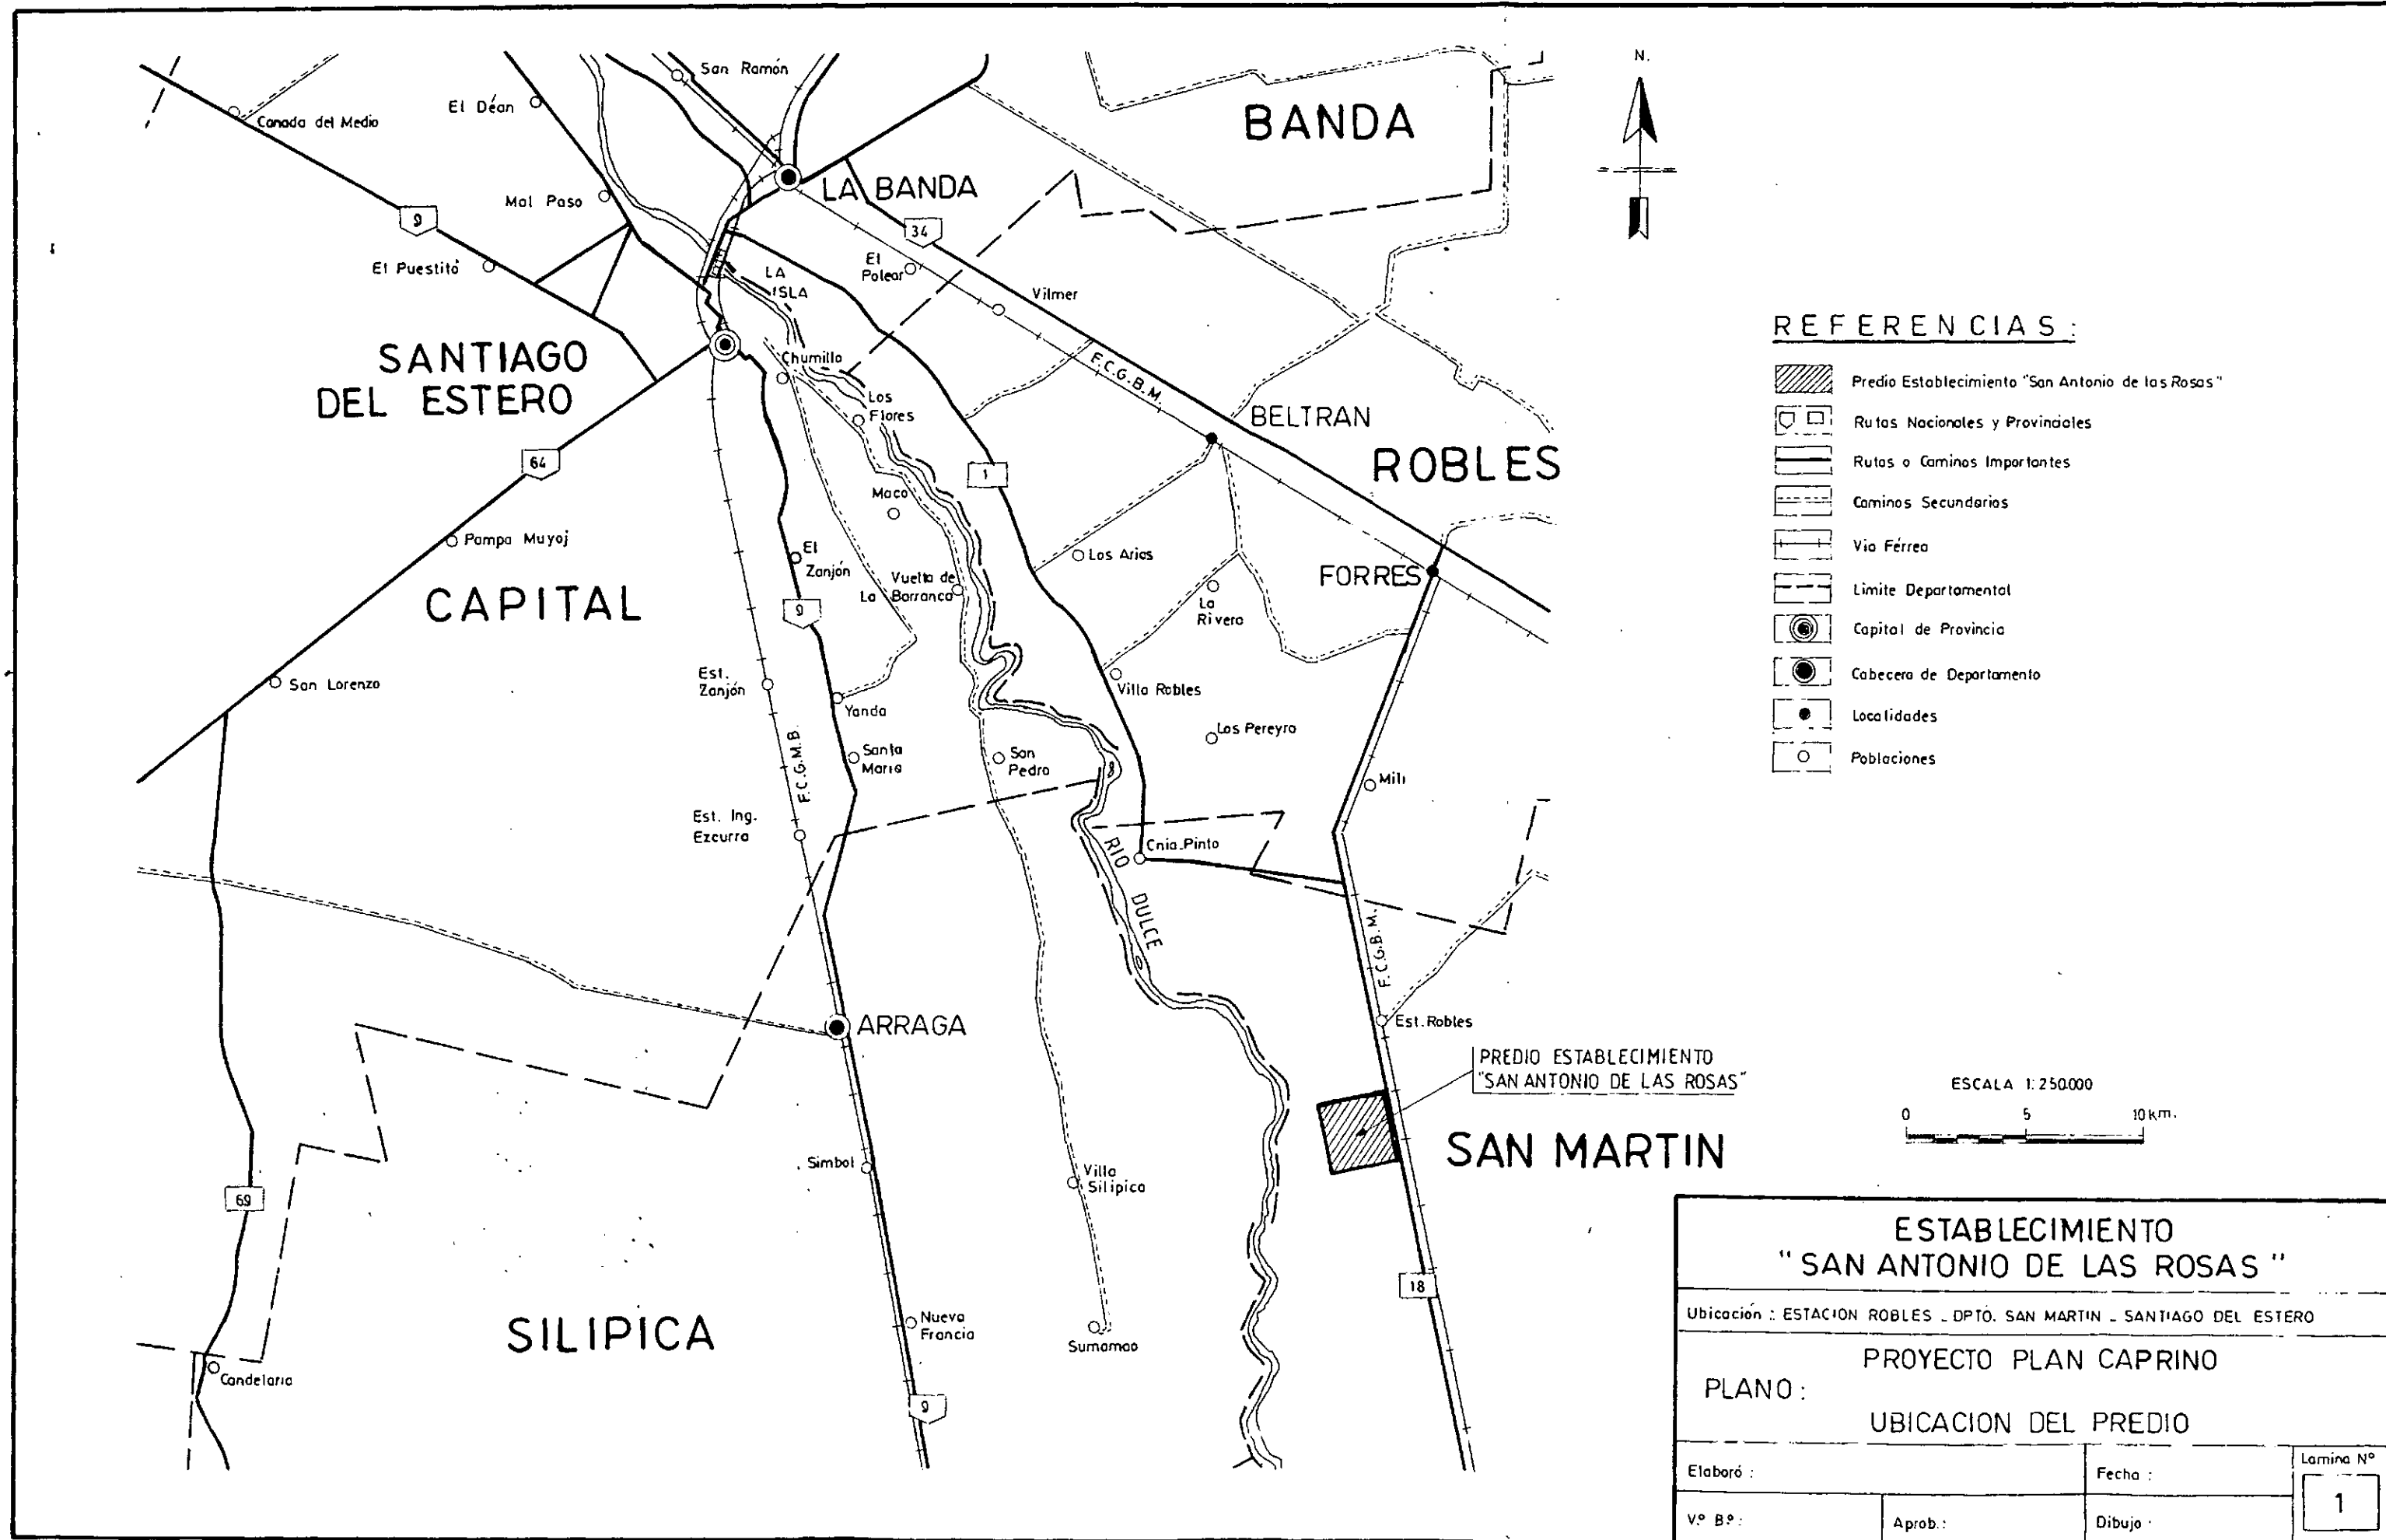 San Ramón
El Déan
Canada del Medio
BANDA
N.
LA BANDA
Mal Paso
9
34
El Puestito
LA
ISLA
El
Polear
Vilmer
SANTIAGO
DEL ESTERO
Chumillo
F.C.G.B.M.
Los
Flores
BELTRAN
ROBLES
64
1
Maco
Pampa Muyoj
El
Zanjón
Los Arias
FORRES
Vuelta de
La Barranca
La
Rivera
CAPITAL
9
San Lorenzo
Est.
Zanjón
Yanda
Villa Robles
F.C.G.M.B.
Santa
Maria
San
Pedro
Los Pereyra
Mili
Est. Ing.
Ezcurra
RIO DULCE
Cnia.Pinto
F.C.G.B.M.
ARRAGA
Est.Robles
PREDIO ESTABLECIMIENTO
"SAN ANTONIO DE LAS ROSAS"
SAN MARTIN
Simbol
Villa
Silipica
69
18
SILIPICA
Nueva
Francia
Sumamao
Candelaria
9
REFERENCIAS:
Predio Establecimiento "San Antonio de las Rosas"
Rutas Nacionales y Provinciales
Rutas o Caminos Importantes
Caminos Secundarios
Via Férrea
Limite Departamental
Capital de Provincia
Cabecera de Departamento
Localidades
Poblaciones
ESCALA 1:250.000
0 5 10 km.
ESTABLECIMIENTO
"SAN ANTONIO DE LAS ROSAS"
Ubicación : ESTACION ROBLES _ DPTO. SAN MARTIN _ SANTIAGO DEL ESTERO
PROYECTO PLAN CAPRINO
PLANO:
UBICACION DEL PREDIO
Elaboró :
Fecha :
Lamina Nº
1
V.º B.º:
Aprob.:
Dibujo :